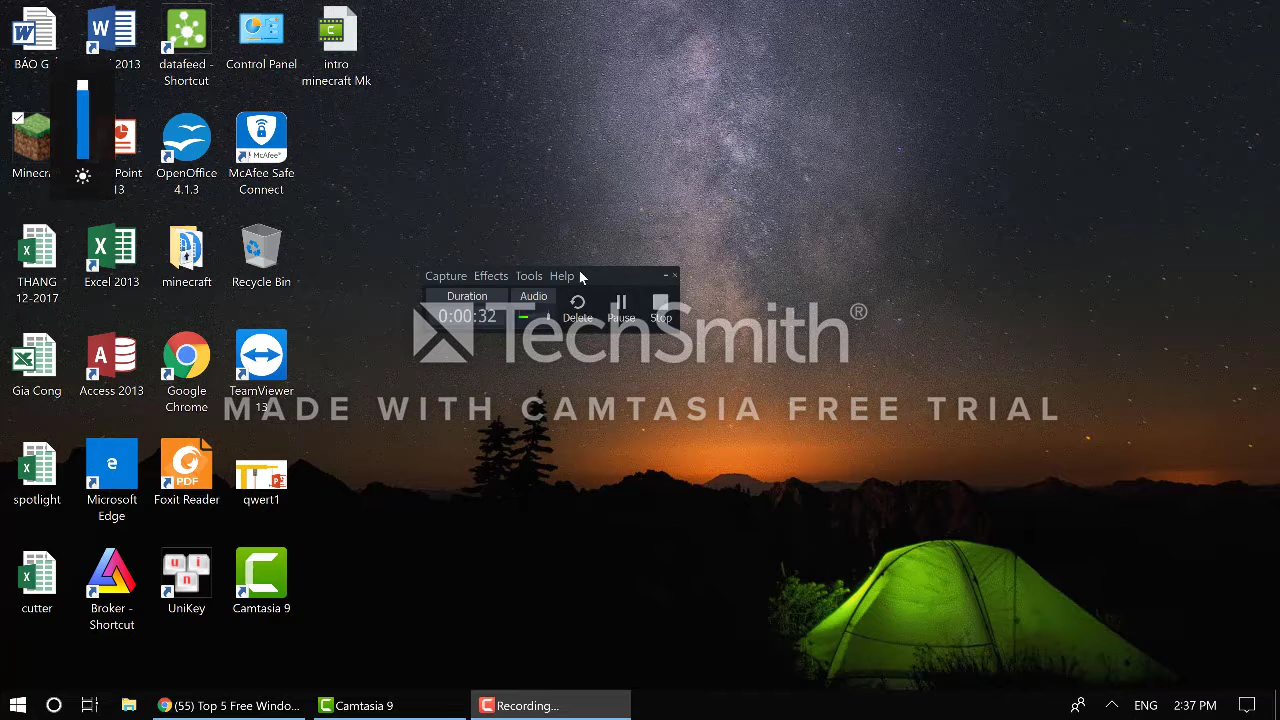 BÁO G
2013
datafeed -
Shortcut
Control Panel
intro
minecraft Mk
Minecr
Point
13
OpenOffice
4.1.3
McAfee
McAfee Safe
Connect
THANG
12-2017
Excel 2013
minecraft
Recycle Bin
Capture Effects Tools Help
Duration Audio
0:00:32 Delete Pause Stop
TechSmith®
MADE WITH CAMTASIA FREE TRIAL
Gia Cong
Access 2013
Google
Chrome
TeamViewer
13
spotlight
Microsoft
Edge
PDF
Foxit Reader
qwert1
cutter
Broker -
Shortcut
u i
n
UniKey
Camtasia 9
(55) Top 5 Free Windo...
Camtasia 9
Recording...
ENG
2:37 PM